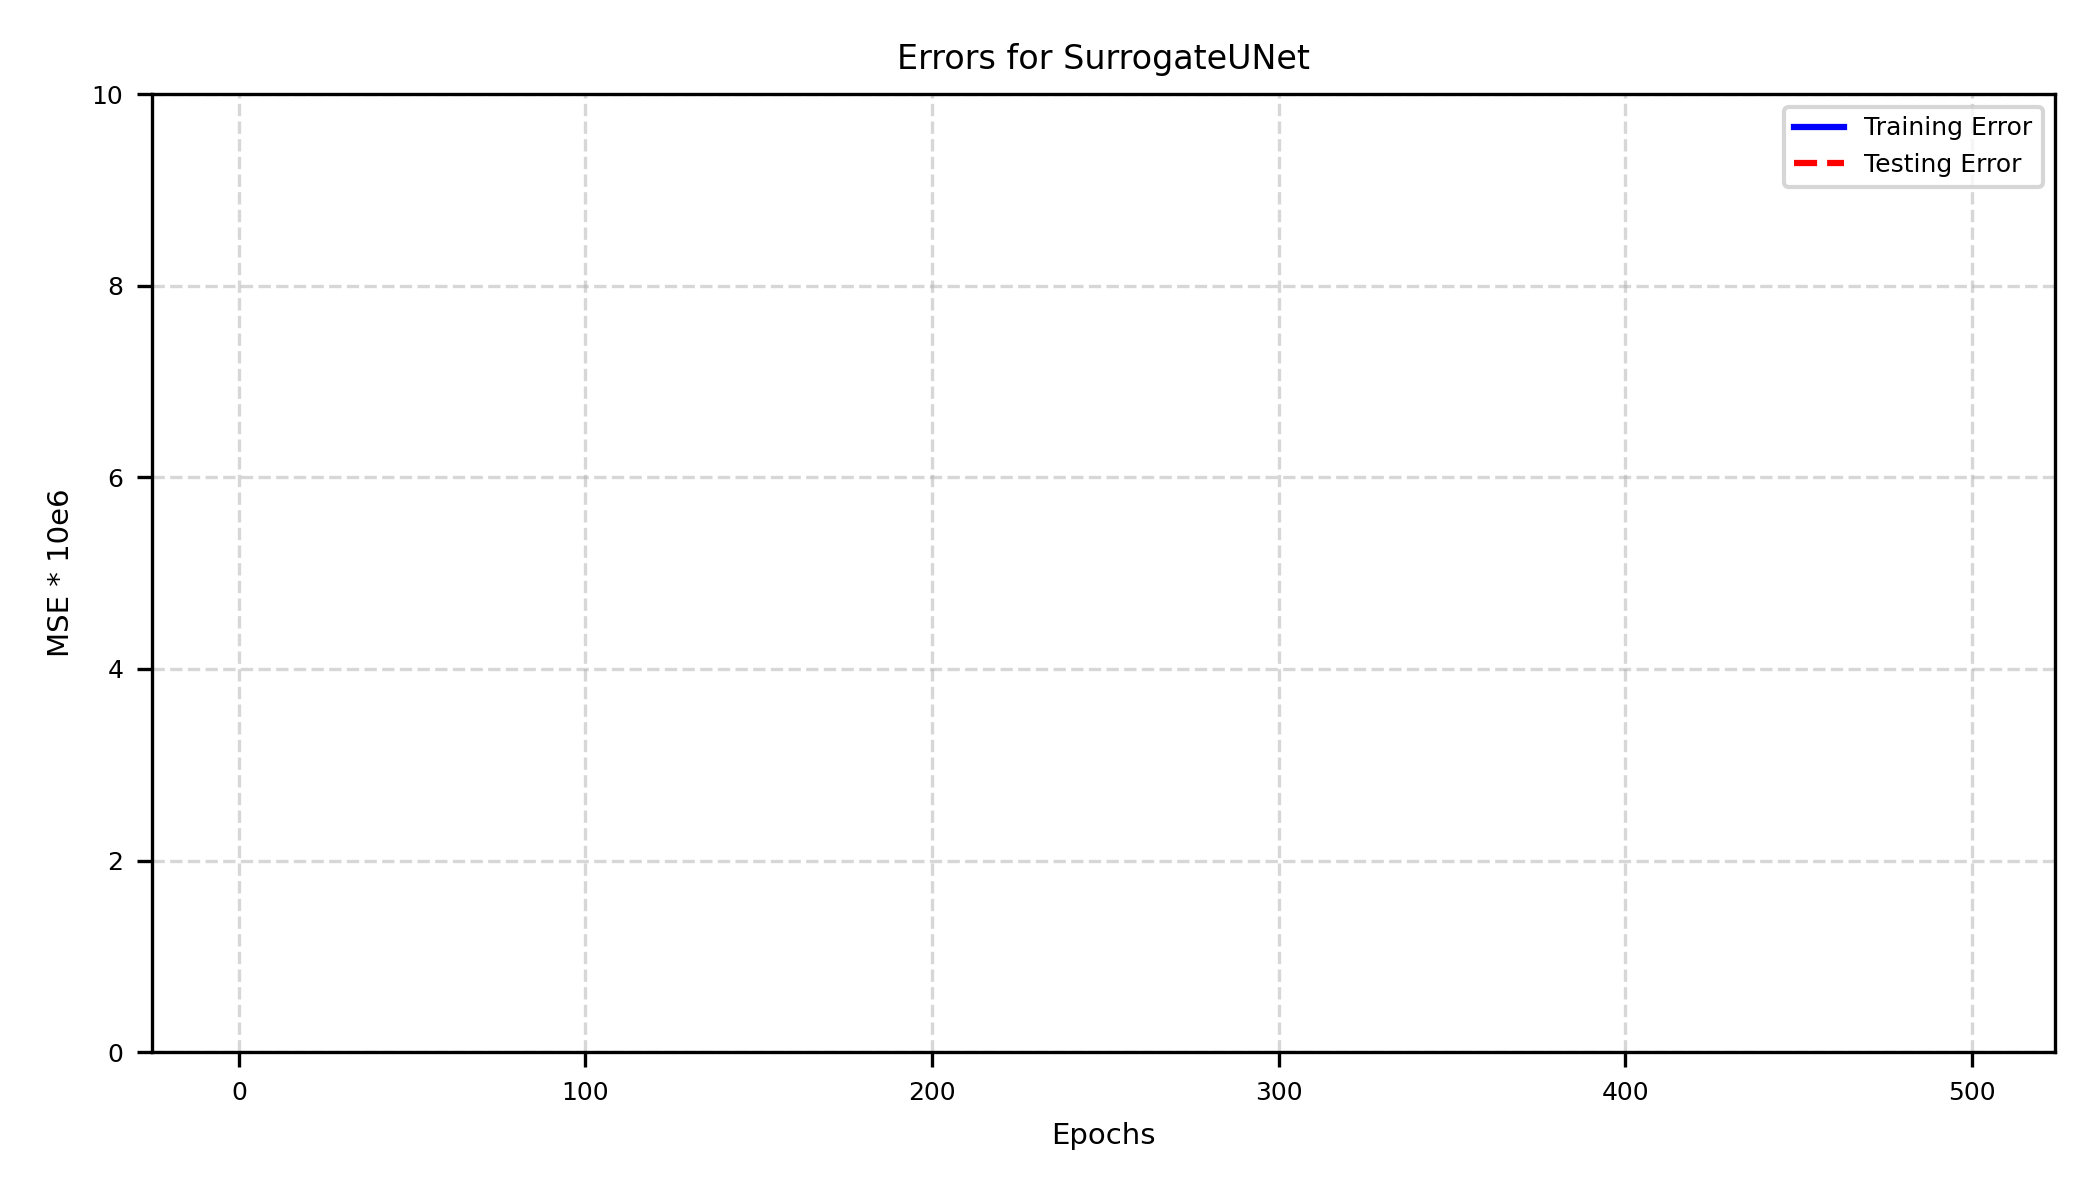 Errors for SurrogateUNet
10
8
6
4
2
0
MSE * 10e6
Training Error
Testing Error
0 100 200 300 400 500
Epochs